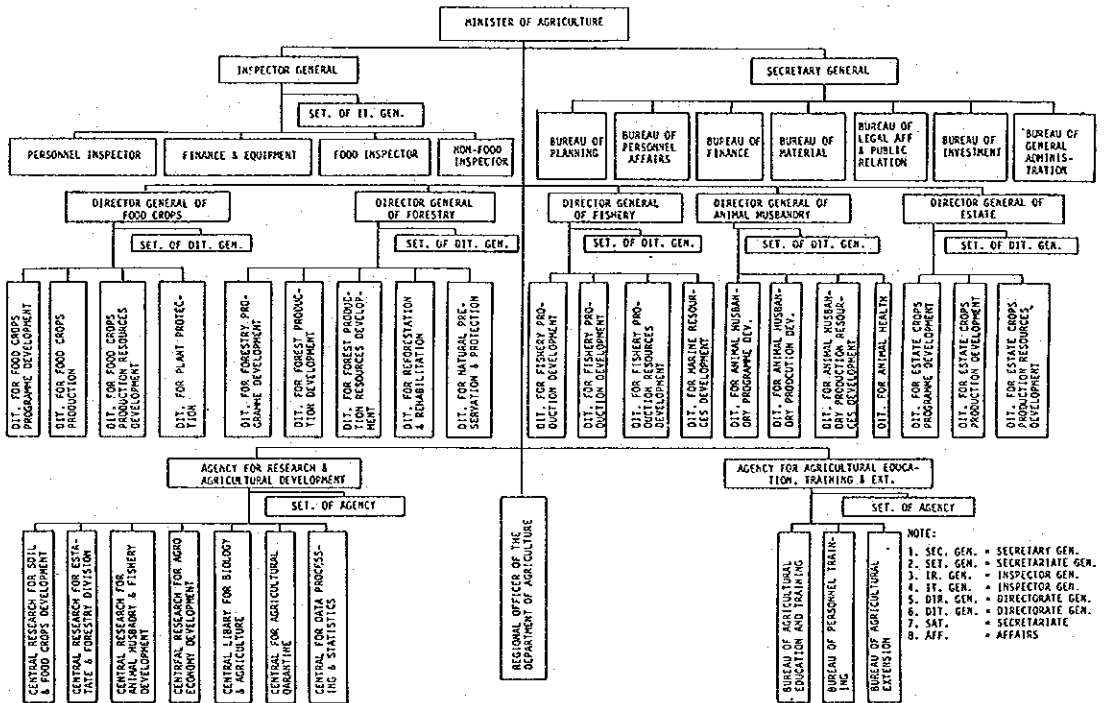 MINISTER OF AGRICULTURE
INSPECTOR GENERAL
SECRETARY GENERAL
SET. OF IT. GEN.
PERSONNEL INSPECTOR
FINANCE & EQUIPMENT
FOOD INSPECTOR
NON-FOOD
INSPECTOR
BUREAU OF
PLANNING
BUREAU OF
PERSONNEL
AFFAIRS
BUREAU OF
FINANCE
BUREAU OF
MATERIAL
BUREAU OF
LEGAL AFF
& PUBLIC
RELATION
BUREAU OF
INVESTMENT
BUREAU OF
GENERAL
ADMINIS-
TRATION
DIRECTOR GENERAL OF
FOOD CROPS
DIRECTOR GENERAL
OF FORESTRY
DIRECTOR GENERAL
OF FISHERY
DIRECTOR GENERAL
OF ANIMAL HUSBANDRY
DIRECTOR GENERAL OF
ESTATE
SET. OF DIT. GEN.
SET. OF DIT. GEN.
SET. OF DIT. GEN.
SET. OF DIT. GEN.
SET. OF DIT. GEN.
DIT. FOR FOOD CROPS
PROGRAMME DEVELOPMENT
DIT. FOR FOOD CROPS
PRODUCTION
DIT. FOR FOOD CROPS
PRODUCTION RESOURCES
DEVELOPMENT
DIT. FOR PLANT PROTEC-
TION
DIT. FOR FORESTRY PRO-
GRAMME DEVELOPMENT
DIT. FOR FOREST PRODUC-
TION DEVELOPMENT
DIT. FOR FOREST PRODUC-
TION RESOURCES DEVELOP-
MENT
DIT. FOR REFORESTATION
& REHABILITATION
DIT. FOR NATURAL PRE-
SERVATION & PROTECTION
DIT. FOR FISHERY PRO-
DUCTION DEVELOPMENT
DIT. FOR FISHERY PRO-
DUCTION DEVELOPMENT
DIT. FOR FISHERY PRO-
DUCTION RESOURCES
DEVELOPMENT
DIT. FOR MARINE RESOUR-
CES DEVELOPMENT
DIT. FOR ANIMAL HUSBAN-
DRY PROGRAMME DEV.
DIT. FOR ANIMAL HUSBAN-
DRY PRODCUTION DEV.
DIT. FOR ANIMAL HUSBAN-
DRY PRODUCTION RESOUR-
CES DEVELOPMENT
DIT. FOR ANIMAL HEALTH
DIT. FOR ESTATE CROPS
PROGRAMME DEVELOPMENT
DIT. FOR ESTATE CROPS
PRODUCTION DEVELOPMENT
DIT. FOR ESTATE CROPS
PRODUCTION RESOURCES
DEVELOPMENT
AGENCY FOR RESEARCH &
AGRICULTURAL DEVELOPMENT
AGENCY FOR AGRICULTURAL EDUCA-
TION, TRAINING & EXT.
SET. OF AGENCY
SET. OF AGENCY
CENTRAL RESEARCH FOR SOIL
& FOOD CROPS DEVELOPMENT
CENTRAL RESEARCH FOR ES-
TATE & FORESTRY DIVISION
CENTRAL RESEARCH FOR
ANIMAL HUSBADRY & FISHERY
DEVELOPMENT
CENTRFAL RESEARCH FOR AGRO
ECONOMY DEVELOPMENT
CENTRAL LIBRARY FOR BIOLOGY
& AGRICULTURE
CENTRAL FOR AGRICULTURAL
QARANTINE
CENTRAL FOR DATA PROCESS-
ING & STATISTICS
REGIONAL OFFICER OF THE
DEPARTMENT OF AGRICULTURE
BUREAU OF AGRICULTURAL
EDUCATION AND TRAINING
BUREAU OF PERSONNEL TRAIN-
ING
BUREAU OF AGRICULTURAL
EXTENSION
NOTE:
1. SEC. GEN. = SECRETARY GEN.
2. SET. GEN. = SECRETARIATE GEN.
3. IR. GEN. = INSPECTOR GEN.
4. IT. GEN. = INSPECTOR GEN.
5. DIR. GEN. = DIRECTORATE GEN.
6. DIT. GEN. = DIRECTORATE GEN.
7. SAT. = SECRETARIATE
8. AFF. = AFFAIRS